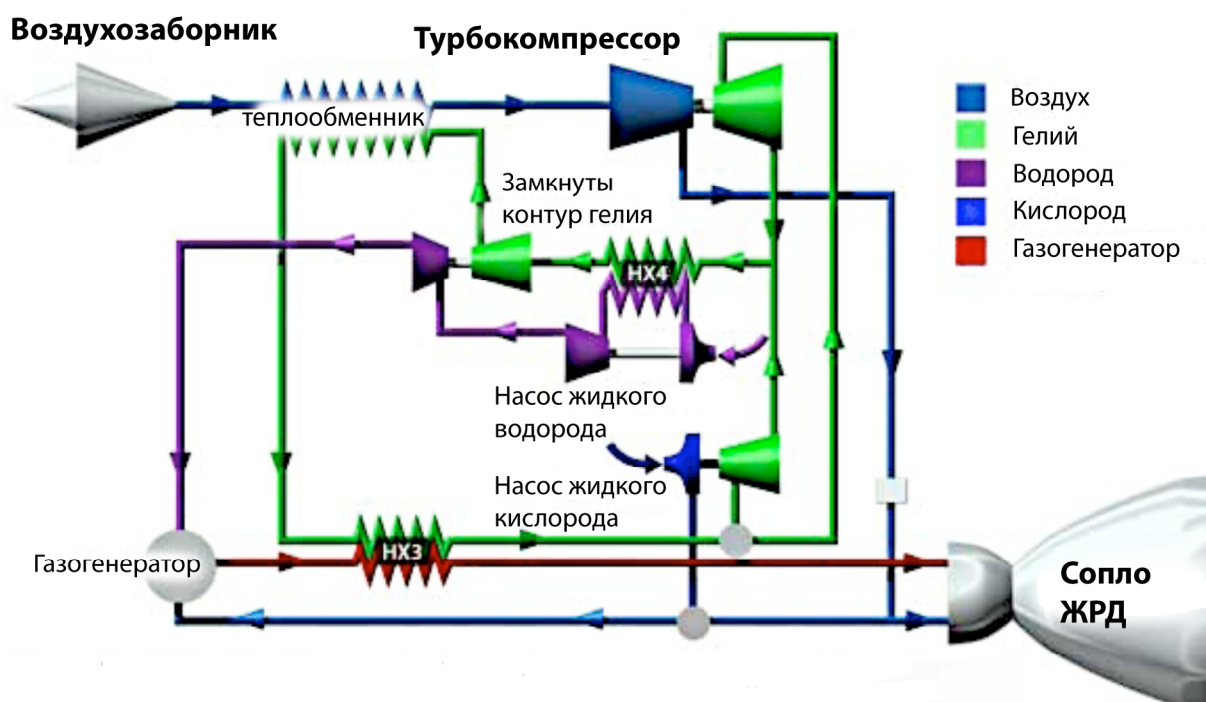 Воздухозаборник
Турбокомпрессор
теплообменник
Воздух
Гелий
Водород
Кислород
Газогенератор
Замкнуты
контур гелия
HX4
Насос жидкого
водорода
Насос жидкого
кислорода
HX3
Газогенератор
Сопло
ЖРД